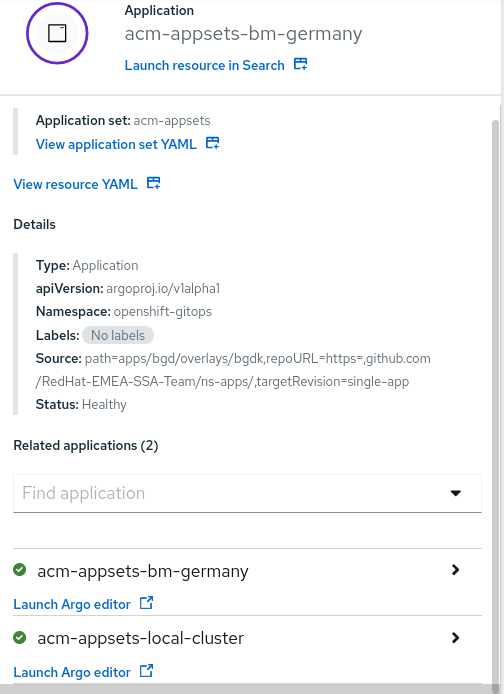 Application
acm-appsets-bm-germany
Launch resource in Search
Application set: acm-appsets
View application set YAML
View resource YAML
Details
Type: Application
apiVersion: argoproj.io/v1alpha1
Namespace: openshift-gitops
Labels: No labels
Source: path=apps/bgd/overlays/bgdk,repoURL=https=,github.com
/RedHat-EMEA-SSA-Team/ns-apps/,targetRevision=single-app
Status: Healthy
Related applications (2)
Find application
acm-appsets-bm-germany
Launch Argo editor
acm-appsets-local-cluster
Launch Argo editor